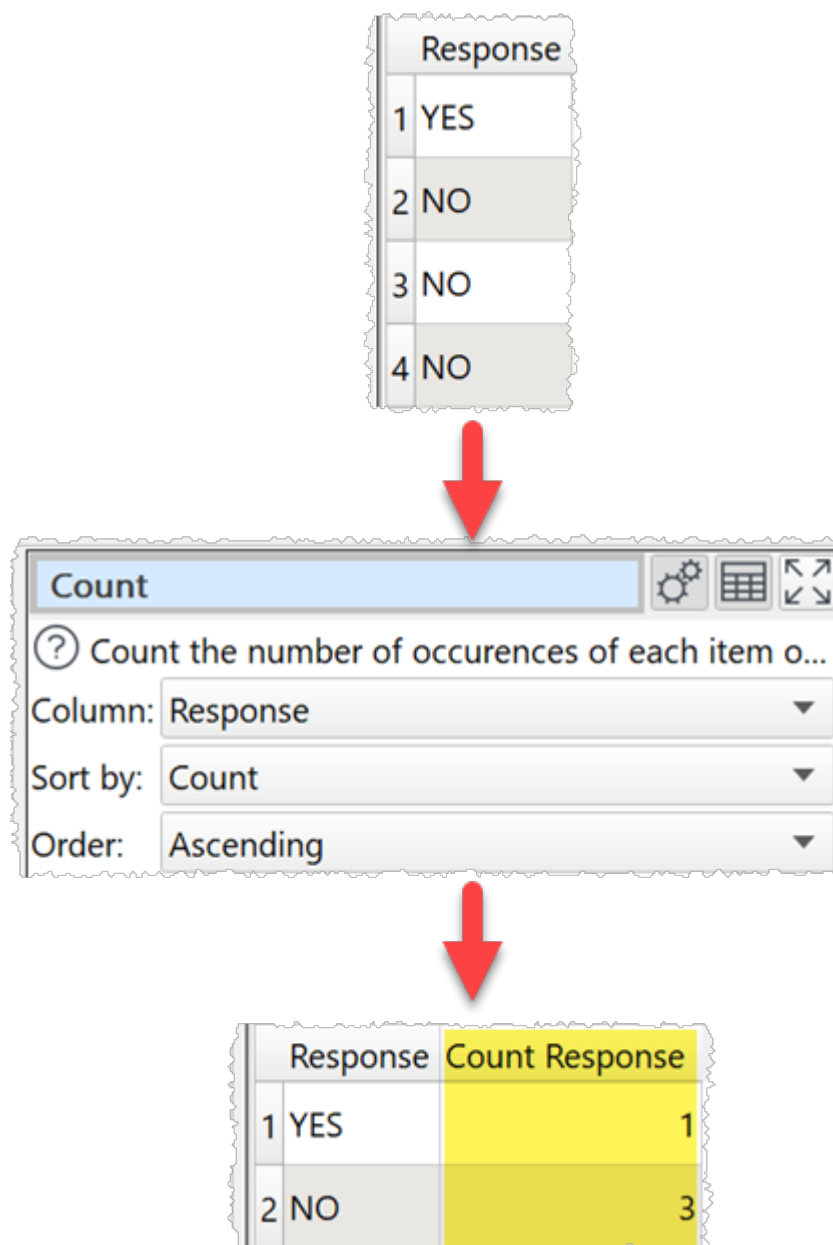 Response
1 YES
2 NO
3 NO
4 NO
Count
? Count the number of occurences of each item o...
Column: Response
Sort by: Count
Order: Ascending
Response Count Response
1 YES 1
2 NO 3